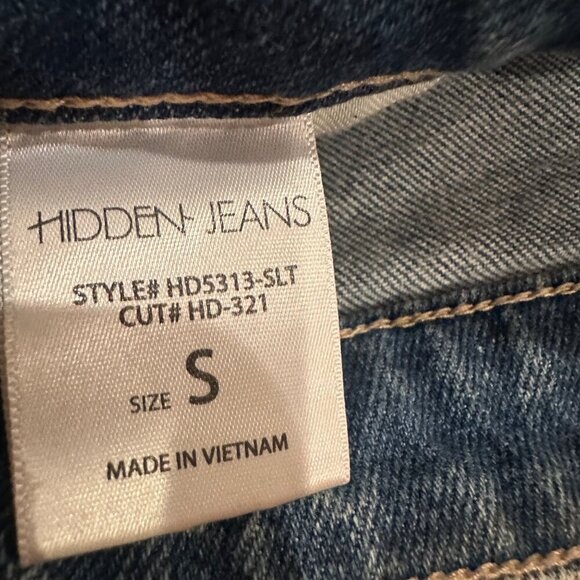 HIDDEN JEANS
STYLE# HD5313-SLT
CUT# HD-321
SIZE S
MADE IN VIETNAM